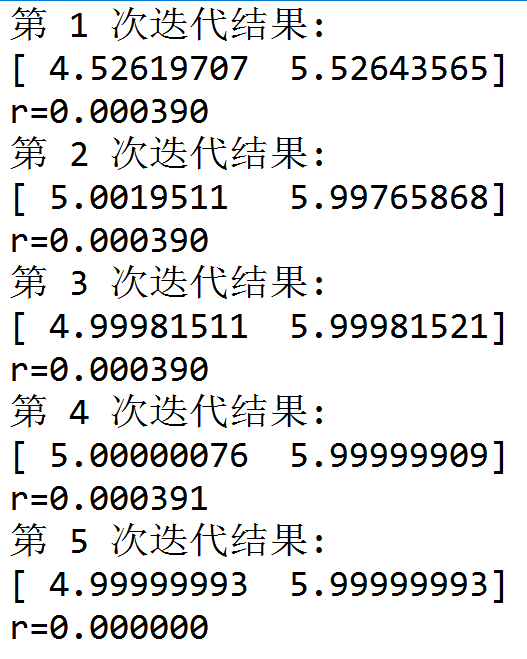 第 1 次迭代结果:
[ 4.52619707  5.52643565]
r=0.000390
第 2 次迭代结果:
[ 5.0019511   5.99765868]
r=0.000390
第 3 次迭代结果:
[ 4.99981511  5.99981521]
r=0.000390
第 4 次迭代结果:
[ 5.00000076  5.99999909]
r=0.000391
第 5 次迭代结果:
[ 4.99999993  5.99999993]
r=0.000000